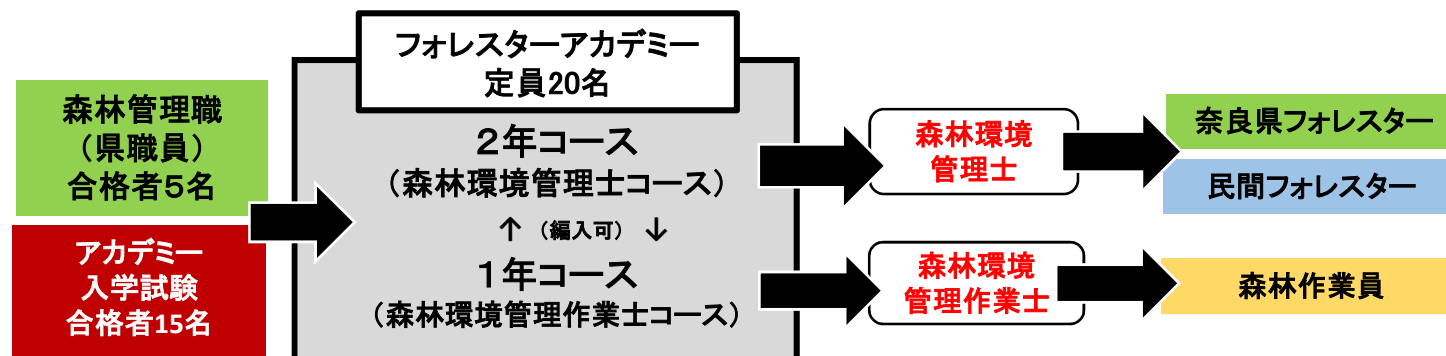 フォレスターアカデミー
定員20名
森林管理職
（県職員）
合格者５名
アカデミー
入学試験
合格者15名
２年コース
（森林環境管理士コース）
↑ （編入可） ↓
１年コース
（森林環境管理作業士コース）
森林環境
管理士
森林環境
管理作業士
奈良県フォレスター
民間フォレスター
森林作業員